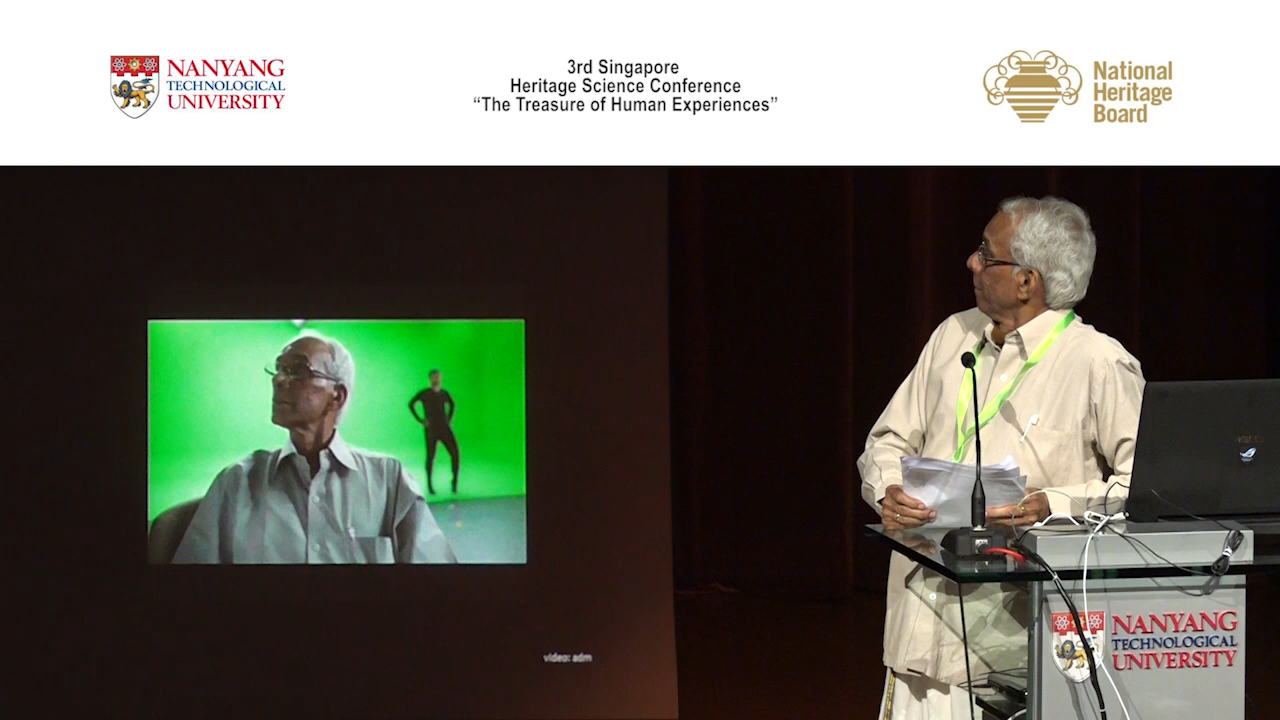 NANYANG
TECHNOLOGICAL
UNIVERSITY
3rd Singapore
Heritage Science Conference
“The Treasure of Human Experiences”
National
Heritage
Board
video: adm
NANYANG
TECHNOLOGICAL
UNIVERSITY